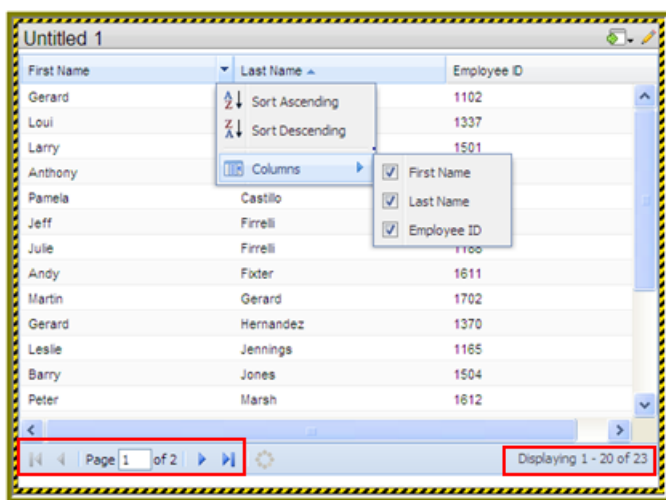 Untitled 1
First Name Last Name Employee ID
Gerard 1102
Loui 1337
Larry 1501
Anthony
Pamela Castillo
Jeff Firrelli
Julie Firrelli 1188
Andy Fixter 1611
Martin Gerard 1702
Gerard Hernandez 1370
Leslie Jennings 1165
Barry Jones 1504
Peter Marsh 1612
A
Z Sort Ascending
Z
A Sort Descending
Columns
First Name
Last Name
Employee ID
Page 1 of 2 Displaying 1 - 20 of 23